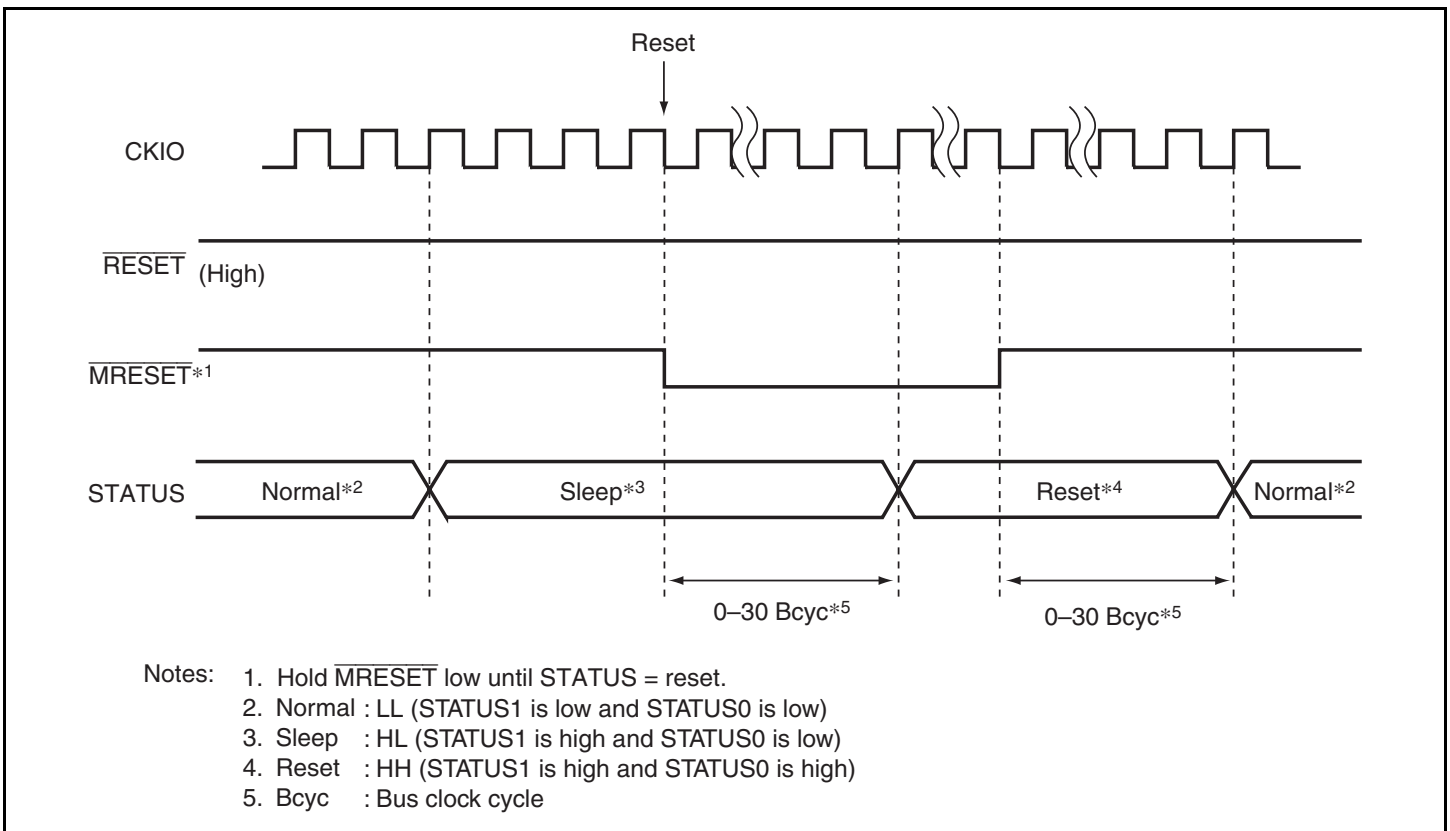 Reset
CKIO
RESET (High)
MRESET*1
STATUS Normal*2 Sleep*3 Reset*4 Normal*2
0–30 Bcyc*5 0–30 Bcyc*5
Notes: 1. Hold MRESET low until STATUS = reset.
2. Normal : LL (STATUS1 is low and STATUS0 is low)
3. Sleep : HL (STATUS1 is high and STATUS0 is low)
4. Reset : HH (STATUS1 is high and STATUS0 is high)
5. Bcyc : Bus clock cycle